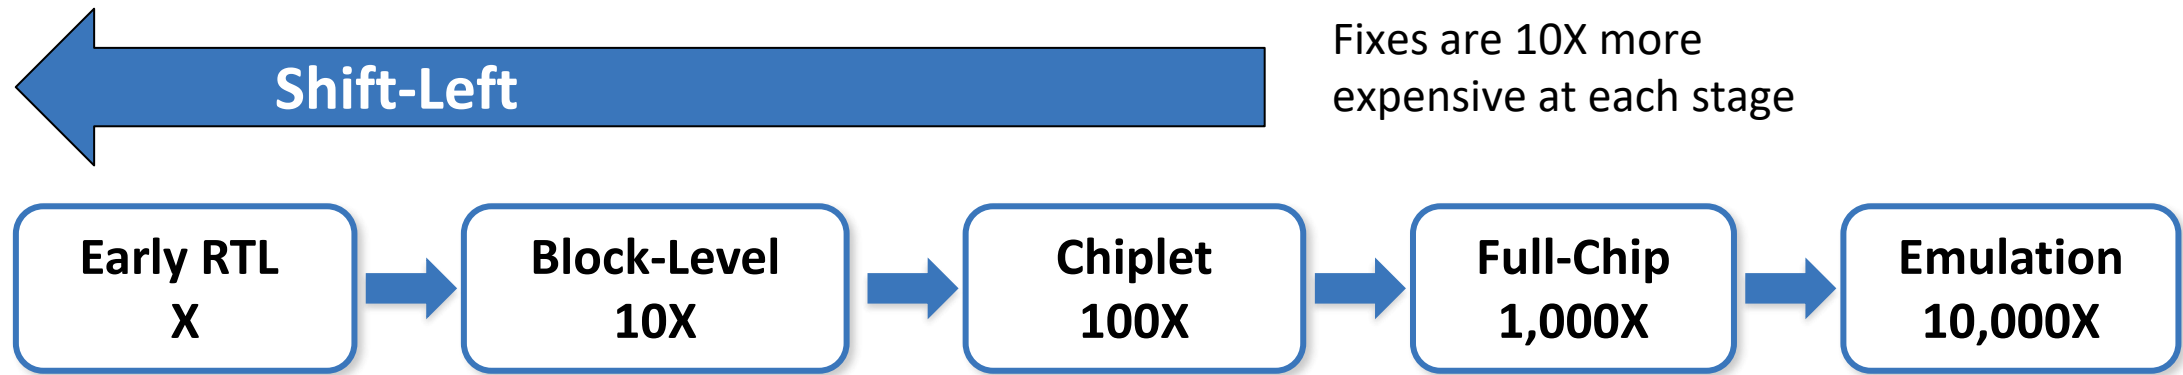 Shift-Left
Fixes are 10X more
expensive at each stage
Early RTL
X
Block-Level
10X
Chiplet
100X
Full-Chip
1,000X
Emulation
10,000X